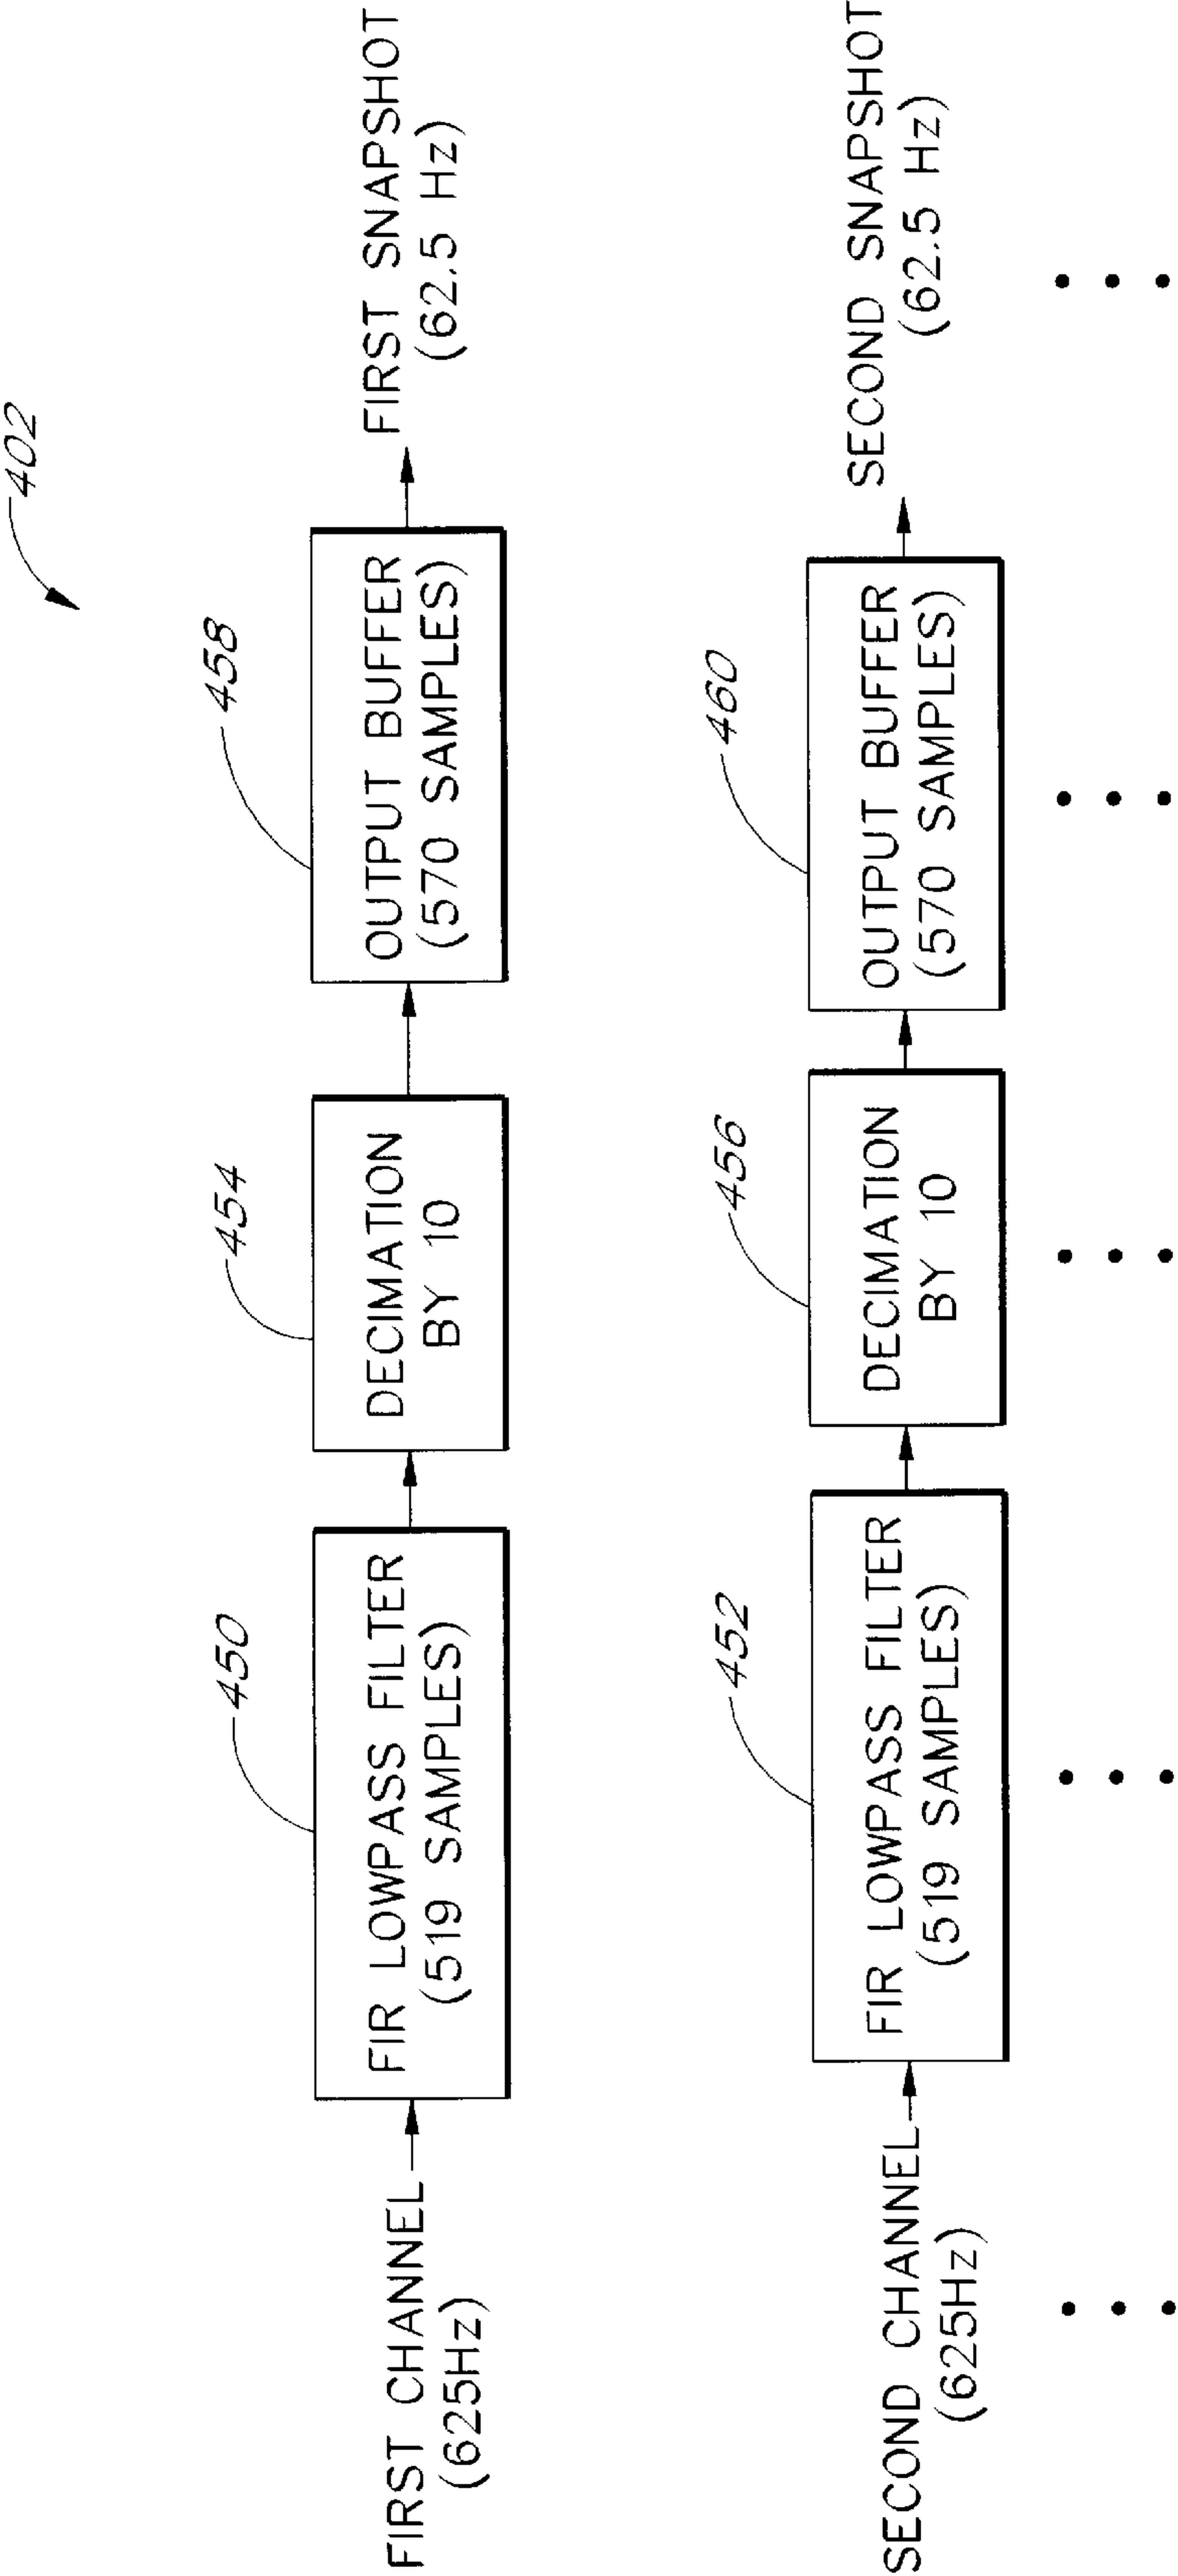 402
450
454
458
FIRST CHANNEL
(625Hz)
FIR LOWPASS FILTER
(519 SAMPLES)
DECIMATION
BY 10
OUTPUT BUFFER
(570 SAMPLES)
FIRST SNAPSHOT
(62.5 Hz)
452
456
460
SECOND CHANNEL
(625Hz)
FIR LOWPASS FILTER
(519 SAMPLES)
DECIMATION
BY 10
OUTPUT BUFFER
(570 SAMPLES)
SECOND SNAPSHOT
(62.5 Hz)